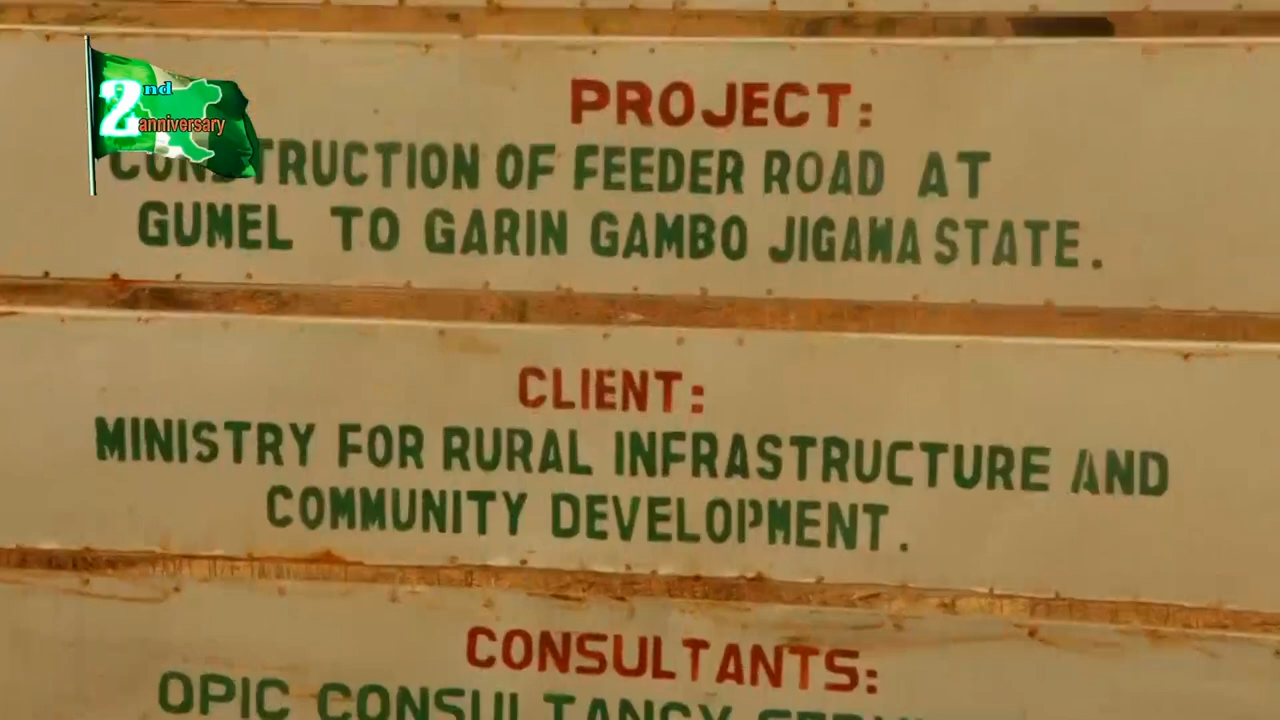 2nd
anniversary
PROJECT:
CONSTRUCTION OF FEEDER ROAD AT
GUMEL TO GARIN GAMBO JIGAWA STATE.
CLIENT:
MINISTRY FOR RURAL INFRASTRUCTURE AND
COMMUNITY DEVELOPMENT.
CONSULTANTS:
OPIC CONSULTANCY